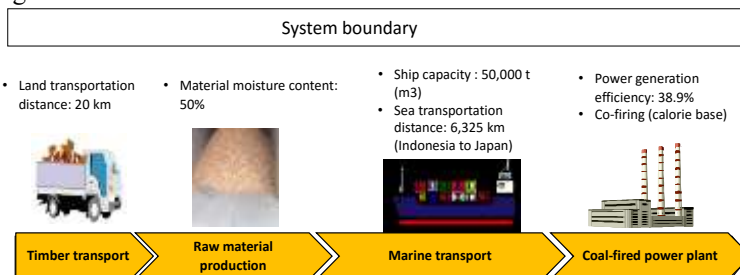 System boundary
• Land transportation
distance: 20 km
• Material moisture content:
50%
• Ship capacity : 50,000 t
(m3)
• Sea transportation
distance: 6,325 km
(Indonesia to Japan)
• Power generation
efficiency: 38.9%
• Co-firing (calorie base)
Timber transport
Raw material
production
Marine transport
Coal-fired power plant